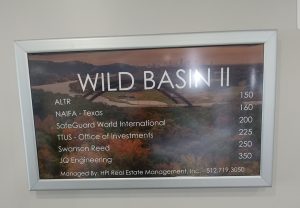 WILD BASIN II
ALTR 150
NAIFA - Texas 160
SafeGuard World International 200
TTUS - Office of Investments 225
Swanson Reed 250
JQ Engineering 350
Managed By: HPI Real Estate Management, Inc. 512.719.3050